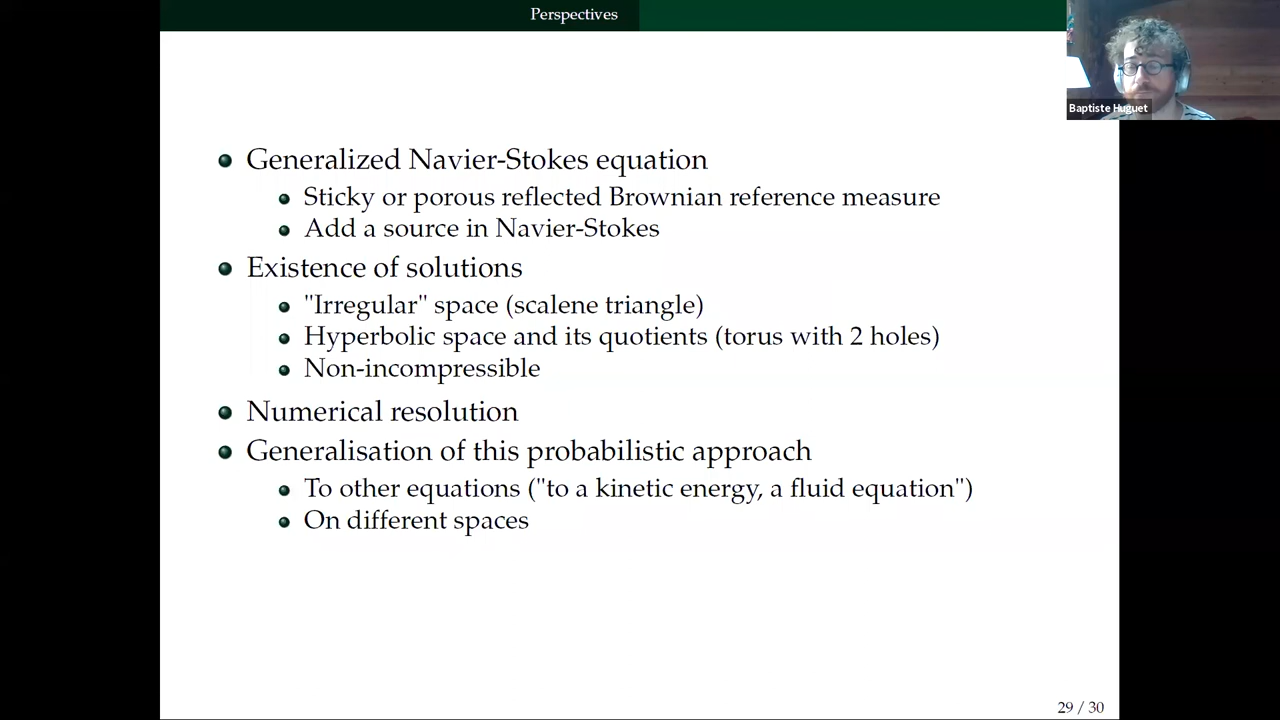 Perspectives
Baptiste Huguet
Generalized Navier-Stokes equation
Sticky or porous reflected Brownian reference measure
Add a source in Navier-Stokes
Existence of solutions
"Irregular" space (scalene triangle)
Hyperbolic space and its quotients (torus with 2 holes)
Non-incompressible
Numerical resolution
Generalisation of this probabilistic approach
To other equations ("to a kinetic energy, a fluid equation")
On different spaces
29 / 30